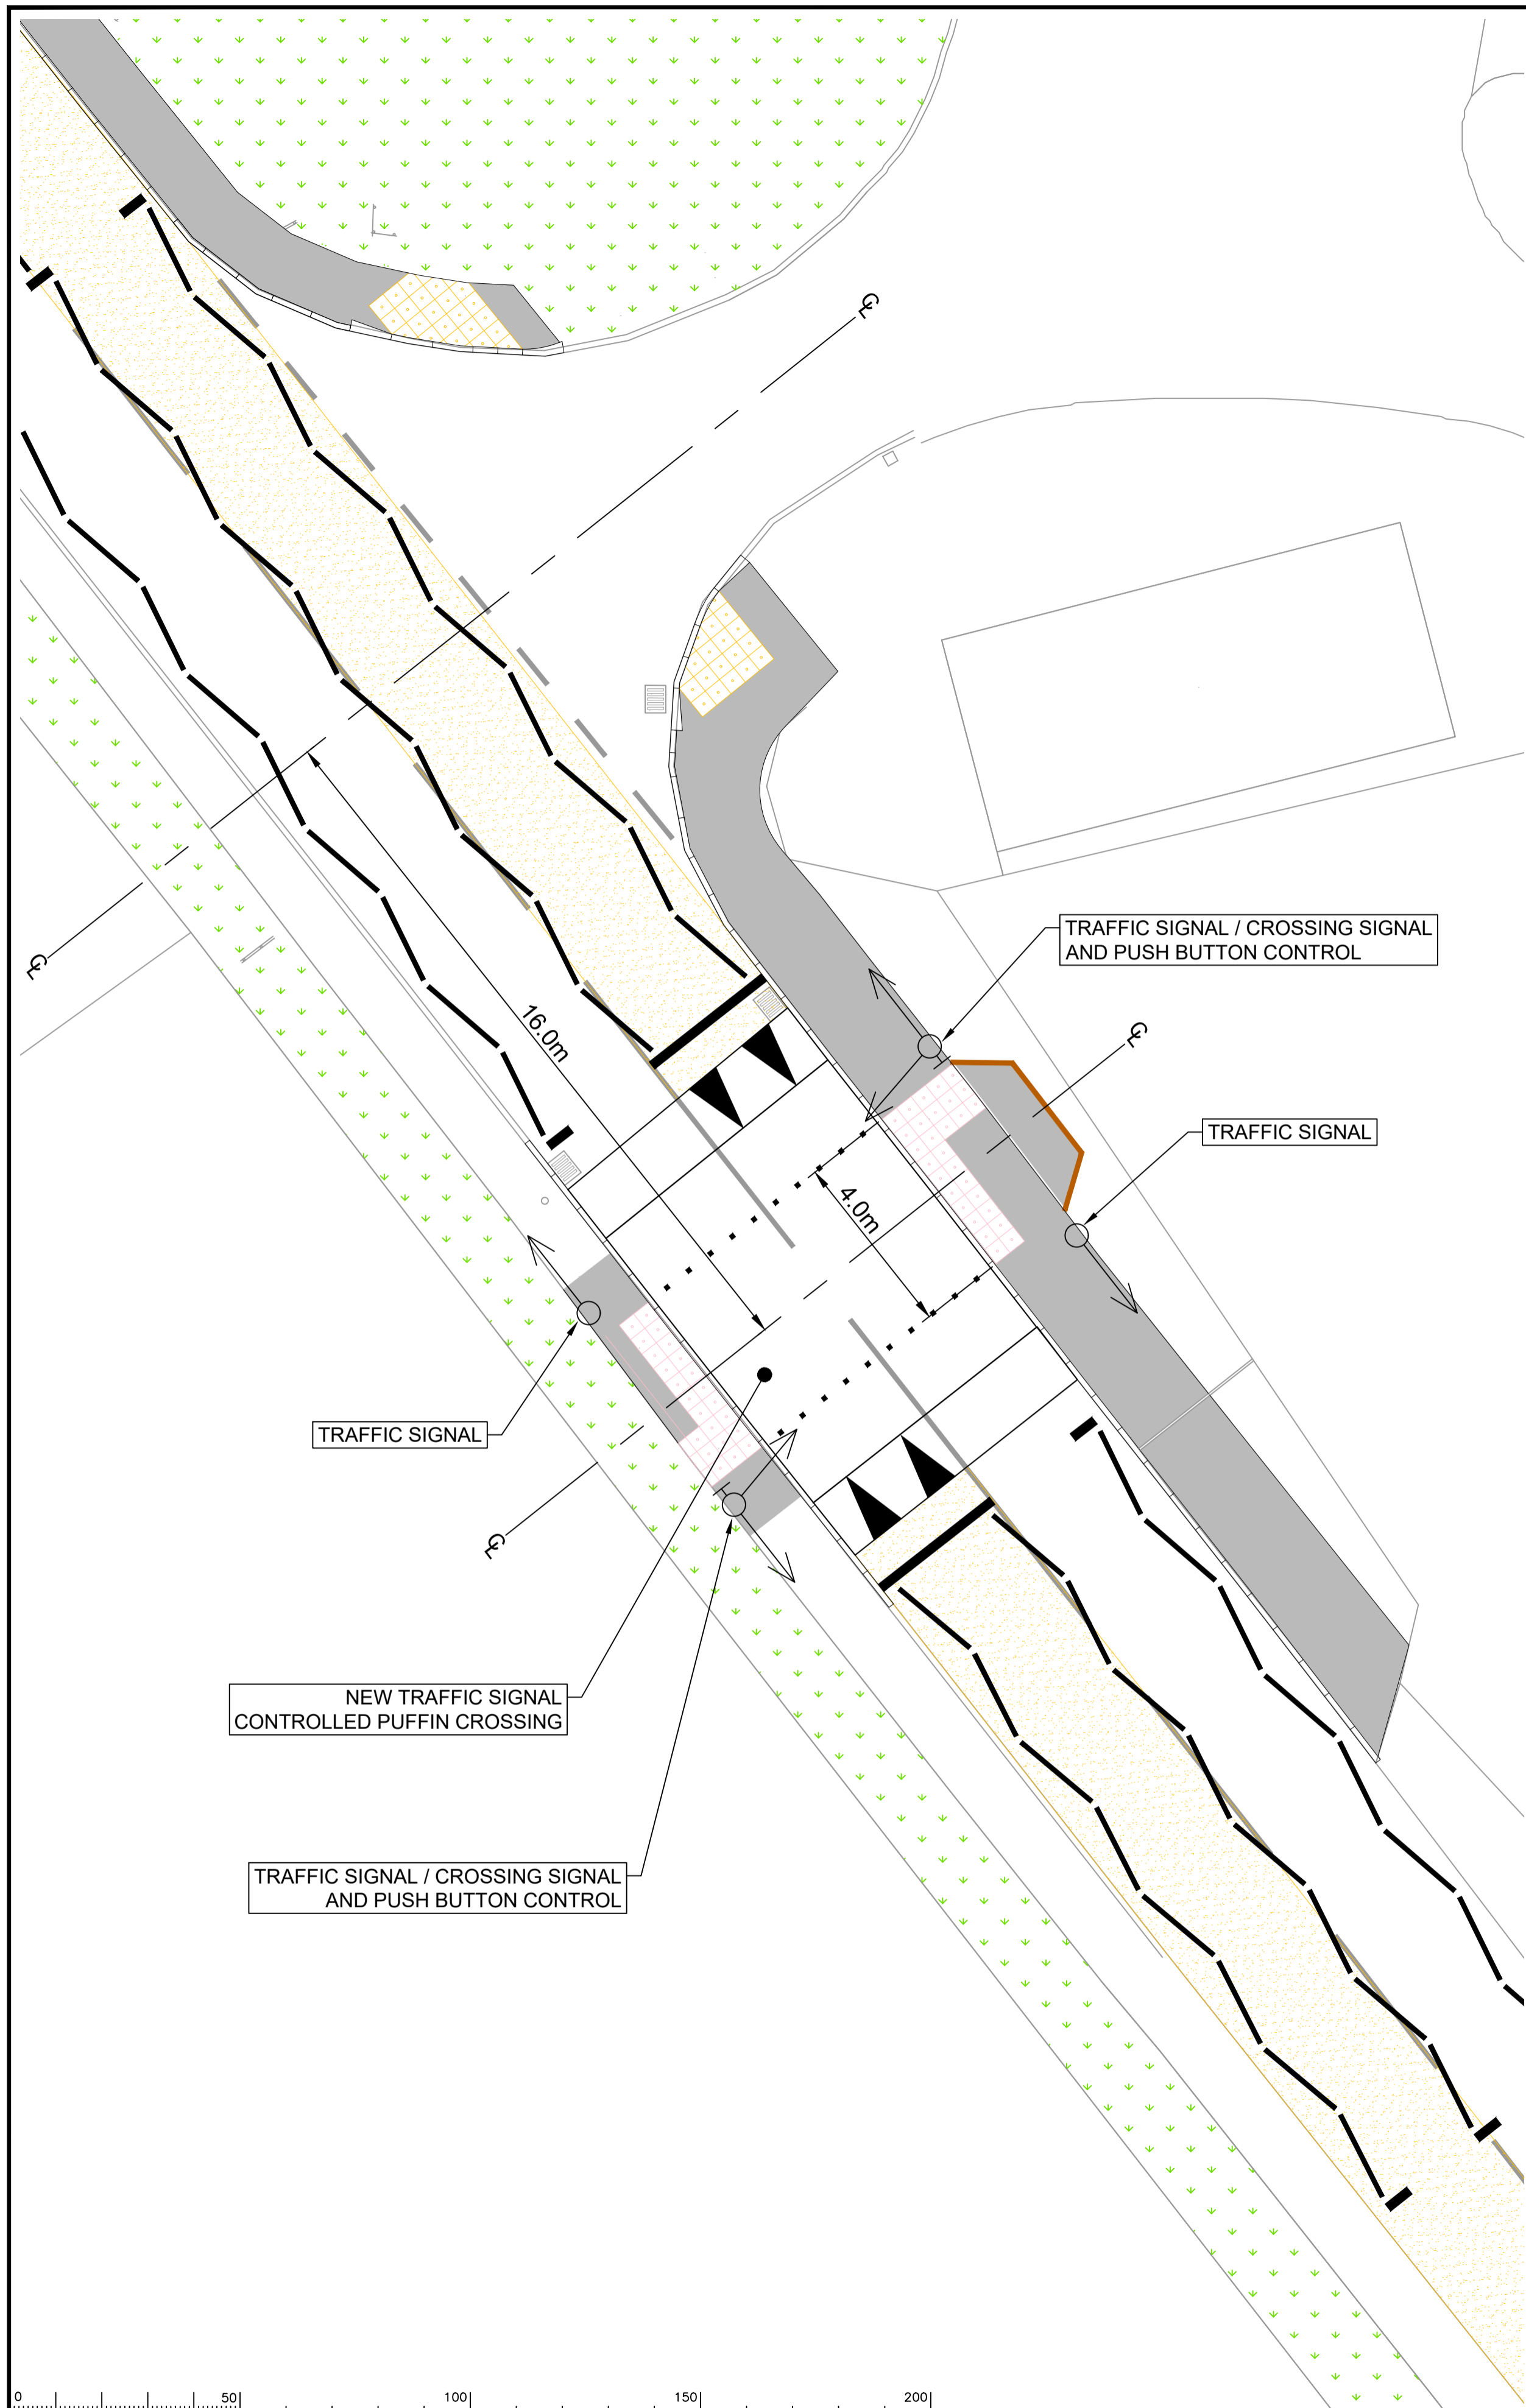 ℄
℄
TRAFFIC SIGNAL / CROSSING SIGNAL
AND PUSH BUTTON CONTROL
16.0m
℄
TRAFFIC SIGNAL
4.0m
TRAFFIC SIGNAL
℄
NEW TRAFFIC SIGNAL
CONTROLLED PUFFIN CROSSING
TRAFFIC SIGNAL / CROSSING SIGNAL
AND PUSH BUTTON CONTROL
0 50 100 150 200